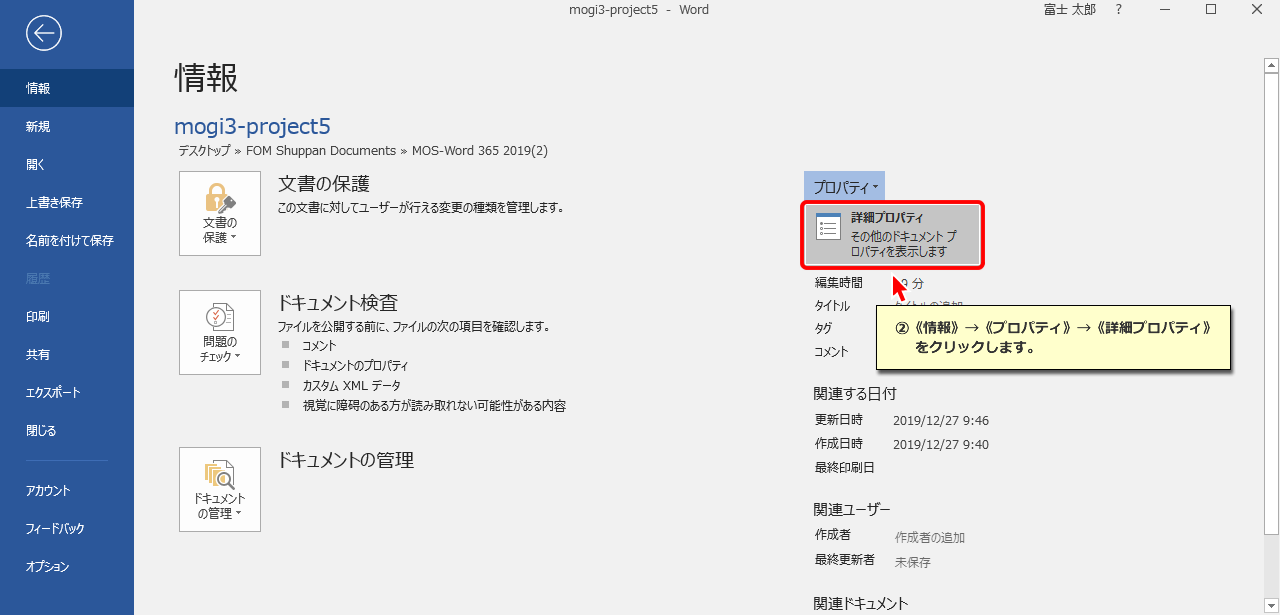 mogi3-project5 - Word
富士 太郎
?
情報
新規
開く
上書き保存
名前を付けて保存
履歴
印刷
共有
エクスポート
閉じる
アカウント
フィードバック
オプション
情報
mogi3-project5
デスクトップ » FOM Shuppan Documents » MOS-Word 365 2019(2)
文書の
保護
文書の保護
この文書に対してユーザーが行える変更の種類を管理します。
問題の
チェック
ドキュメント検査
ファイルを公開する前に、ファイルの次の項目を確認します。
コメント
ドキュメントのプロパティ
カスタム XML データ
視覚に障碍のある方が読み取れない可能性がある内容
ドキュメント
の管理
ドキュメントの管理
プロパティ
詳細プロパティ
その他のドキュメント プ
ロパティを表示します
編集時間
分
タイトル
タイトルの追加
タグ
コメント
②《情報》→《プロパティ》→《詳細プロパティ》
をクリックします。
関連する日付
更新日時 2019/12/27 9:46
作成日時 2019/12/27 9:40
最終印刷日
関連ユーザー
作成者 作成者の追加
最終更新者 未保存
関連ドキュメント